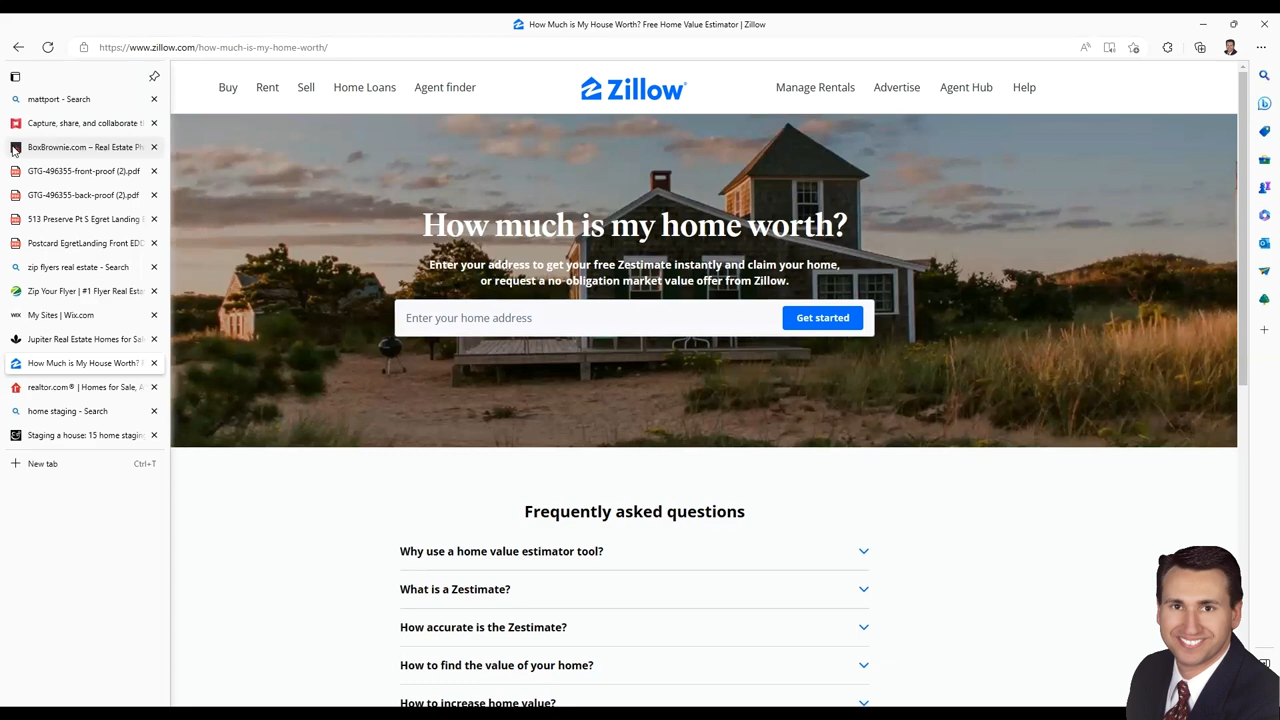 How Much is My House Worth? Free Home Value Estimator | Zillow
https://www.zillow.com/how-much-is-my-home-worth/
mattport - Search
Capture, share, and collaborate t
BoxBrownie.com – Real Estate Ph
GTG-496355-front-proof (2).pdf
GTG-496355-back-proof (2).pdf
513 Preserve Pt S Egret Landing
Postcard EgretLanding Front EDD
zip flyers real estate - Search
Zip Your Flyer | #1 Flyer Real Esta
WIX My Sites | Wix.com
Jupiter Real Estate Homes for Sal
How Much is My House Worth?
realtor.com® | Homes for Sale, A
home staging - Search
Staging a house: 15 home staging
New tab Ctrl+T
Buy Rent Sell Home Loans Agent finder Zillow Manage Rentals Advertise Agent Hub Help
How much is my home worth?
Enter your address to get your free Zestimate instantly and claim your home,
or request a no-obligation market value offer from Zillow.
Enter your home address Get started
Frequently asked questions
Why use a home value estimator tool?
What is a Zestimate?
How accurate is the Zestimate?
How to find the value of your home?
How to increase home value?